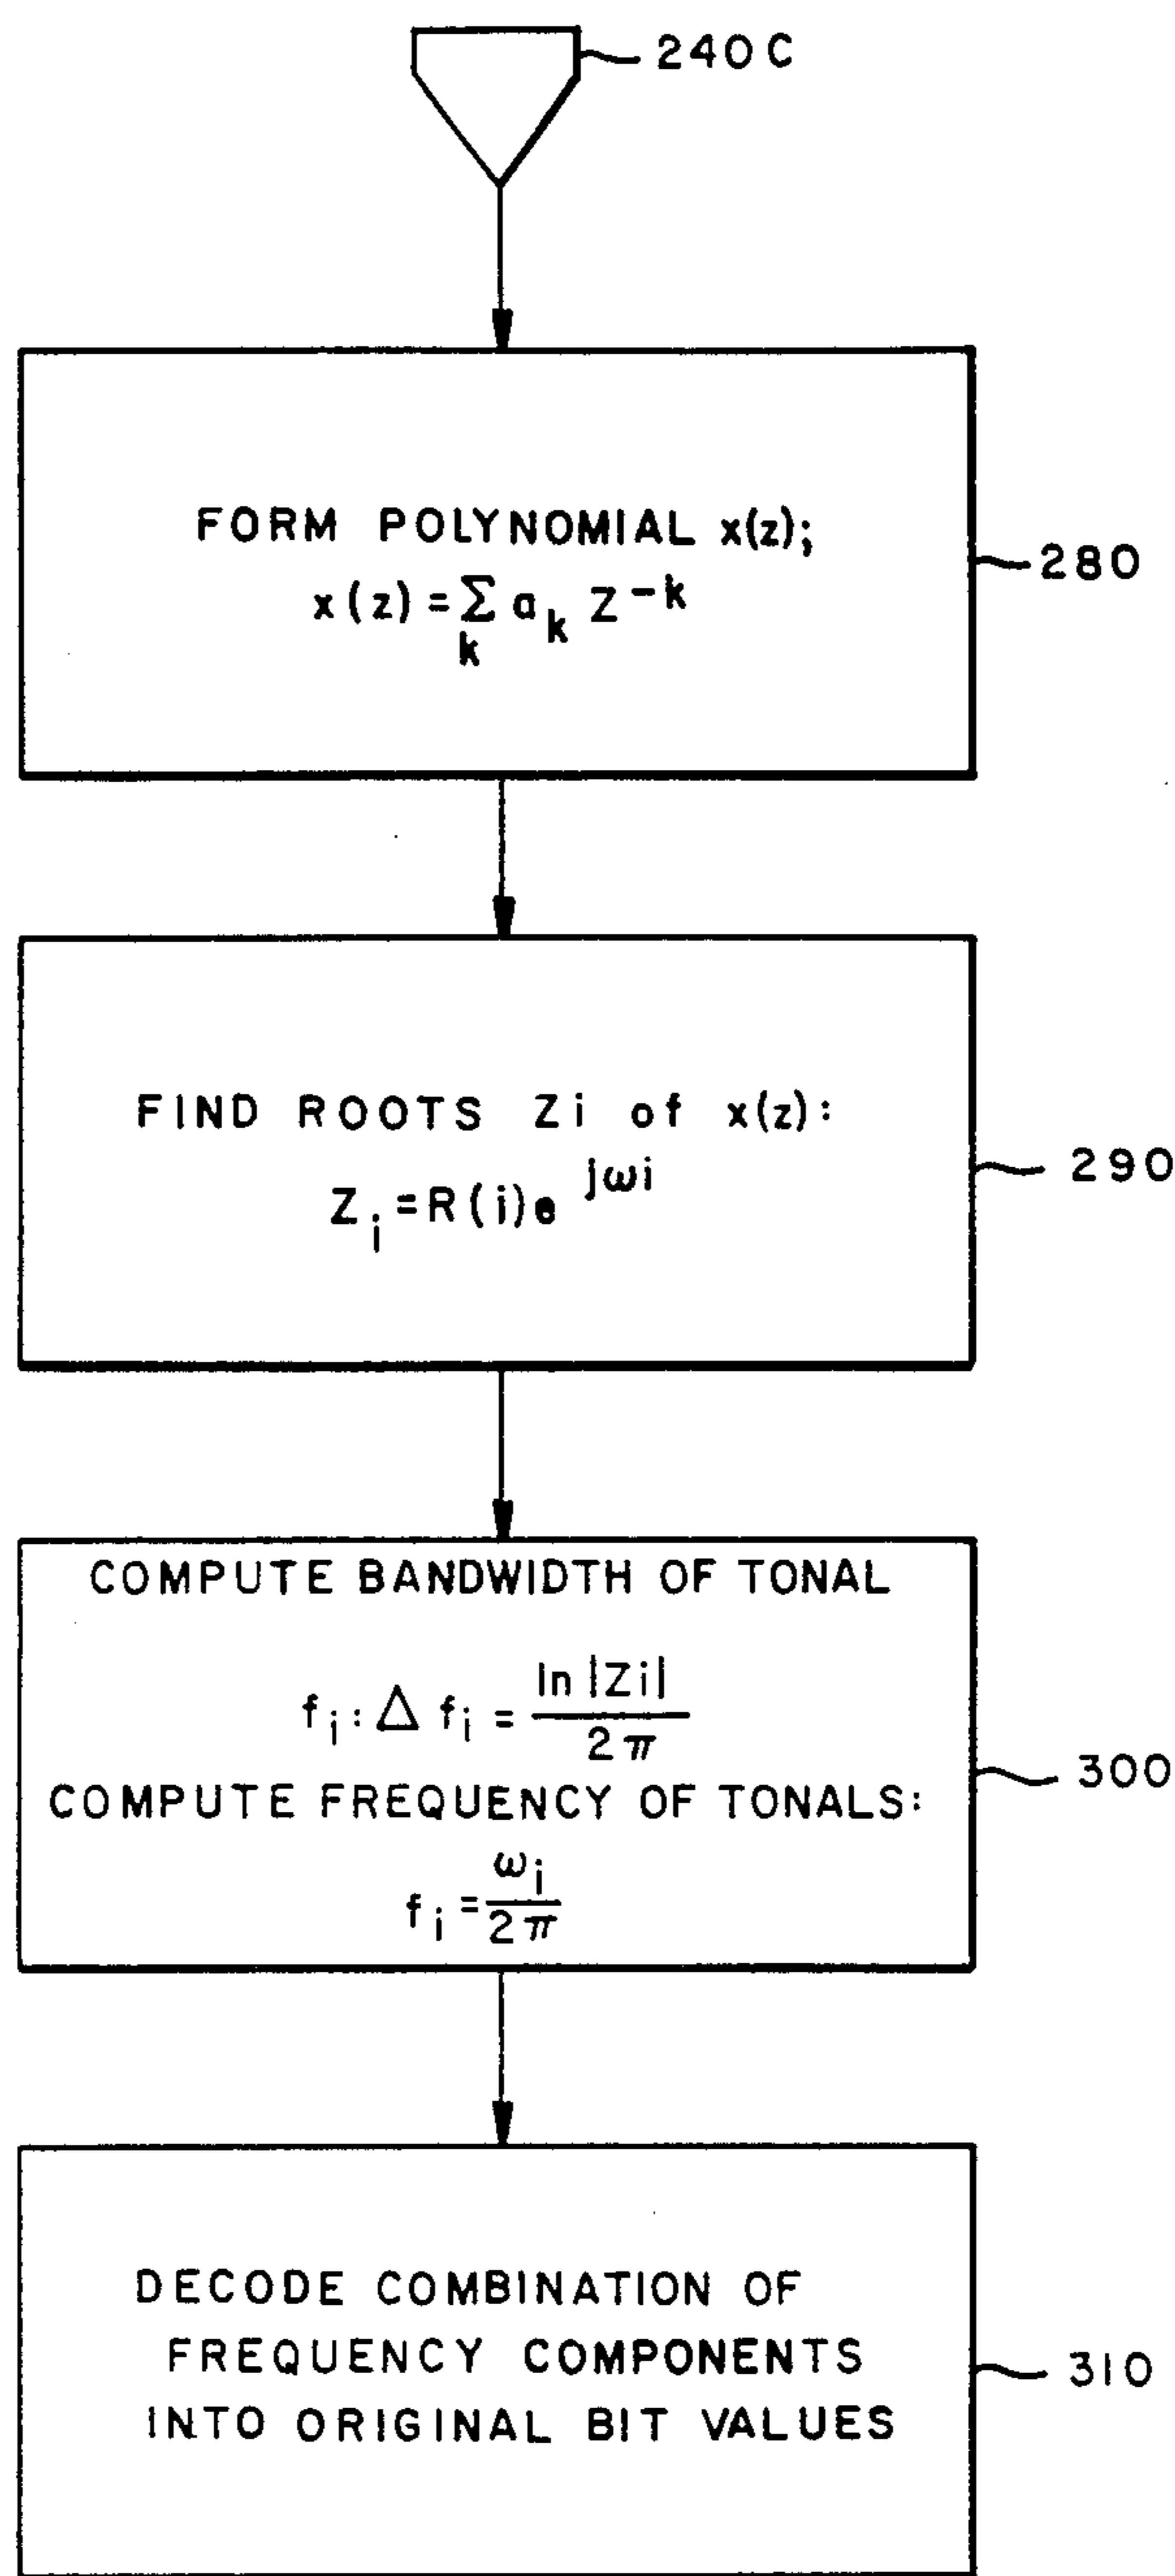 240C
FORM POLYNOMIAL x(z);
x(z) = Σ a_k Z^-k
k
280
FIND ROOTS Zi of x(z):
Z_i = R(i)e^jωi
290
COMPUTE BANDWIDTH OF TONAL
f_i : Δ f_i = ln |Zi| / 2π
COMPUTE FREQUENCY OF TONALS:
f_i = ω_i / 2π
300
DECODE COMBINATION OF
FREQUENCY COMPONENTS
INTO ORIGINAL BIT VALUES
310